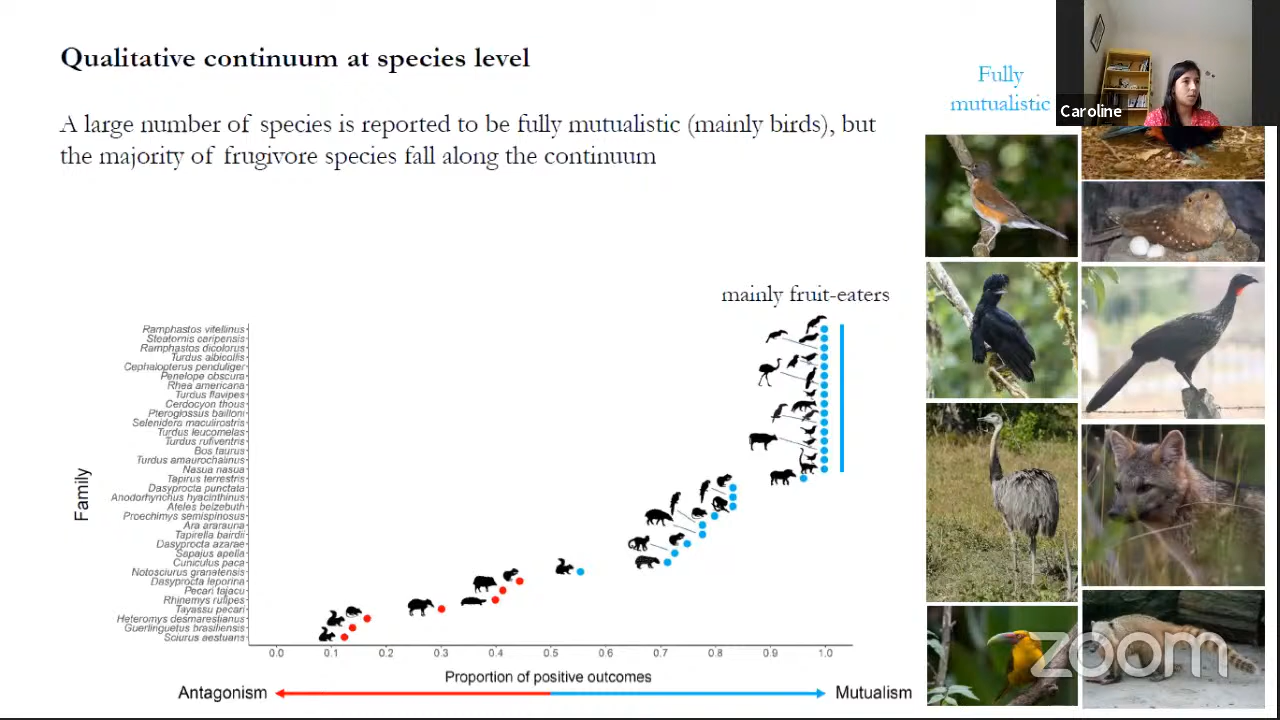 Qualitative continuum at species level
A large number of species is reported to be fully mutualistic (mainly birds), but
the majority of frugivore species fall along the continuum
Fully
mutualistic
Caroline
mainly fruit-eaters
Family
Ramphastos vitellinus
Steatornis caripensis
Ramphastos dicolorus
Turdus albicollis
Cephalopterus penduliger
Penelope obscura
Rhea americana
Turdus flavipes
Cerdocyon thous
Pteroglossus bailloni
Selenidera maculirostris
Turdus leucomelas
Turdus rufiventris
Bos taurus
Turdus amaurochalinus
Nasua nasua
Tapirus terrestris
Dasyprocta punctata
Anodorhynchus hyacinthinus
Ateles belzebuth
Proechimys semispinosus
Ara ararauna
Tapirella bairdii
Dasyprocta azarae
Sapajus apella
Cuniculus paca
Notosciurus granatensis
Dasyprocta leporina
Pecari tajacu
Rhinemys rufipes
Tayassu pecari
Heteromys desmarestianus
Guerlinguetus brasiliensis
Sciurus aestuans
0.0 0.1 0.2 0.3 0.4 0.5 0.6 0.7 0.8 0.9 1.0
Proportion of positive outcomes
Antagonism
Mutualism
zoom